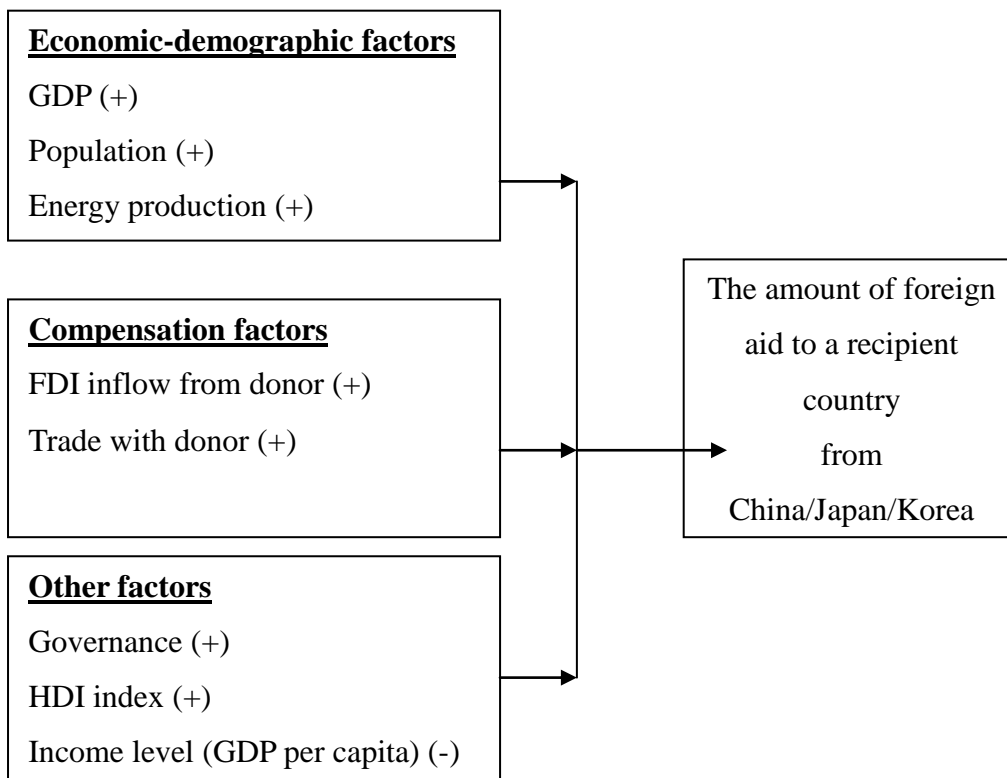 Economic-demographic factors
GDP (+)
Population (+)
Energy production (+)
Compensation factors
FDI inflow from donor (+)
Trade with donor (+)
Other factors
Governance (+)
HDI index (+)
Income level (GDP per capita) (-)
The amount of foreign
aid to a recipient
country
from
China/Japan/Korea